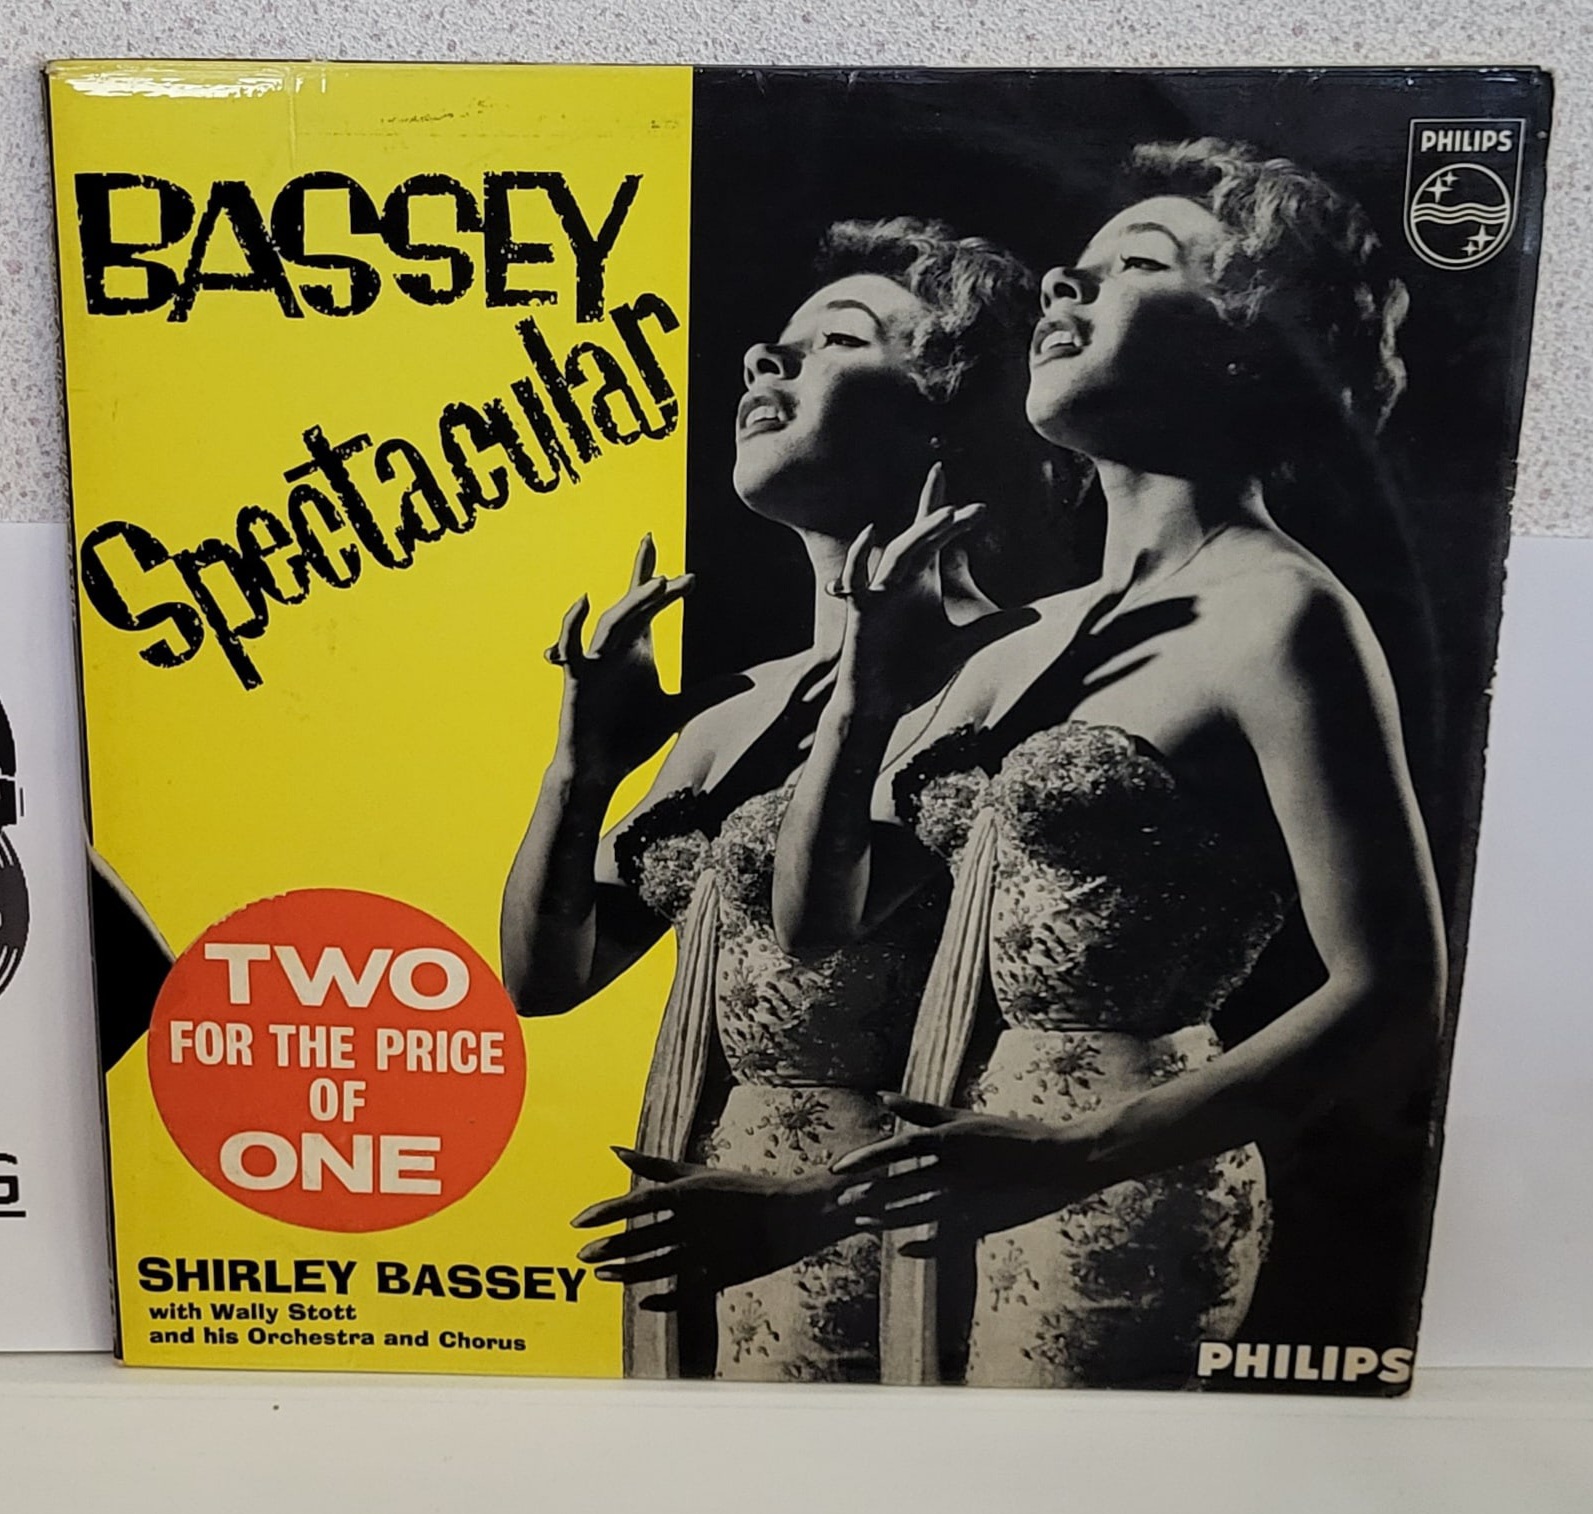 BASSEY
Spectacular
PHILIPS
TWO
FOR THE PRICE
OF
ONE
SHIRLEY BASSEY
with Wally Stott
and his Orchestra and Chorus
PHILIPS